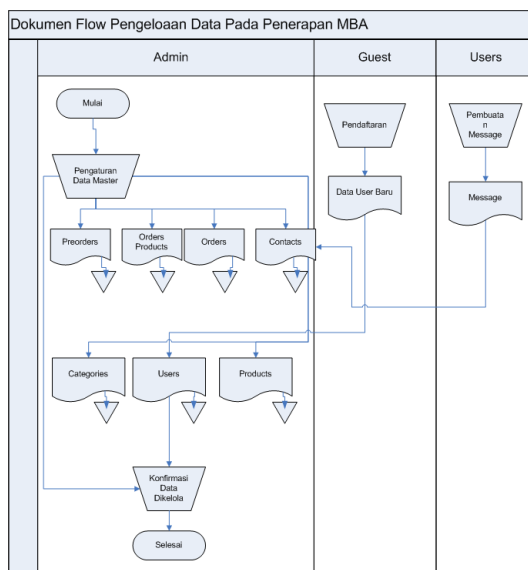 Dokumen Flow Pengeloaan Data Pada Penerapan MBA
Admin
Guest
Users
Mulai
Pengaturan
Data Master
Preorders
Orders
Products
Orders
Contacts
Categories
Users
Products
Konfirmasi
Data
Dikelola
Selesai
Pendaftaran
Data User Baru
Pembuata
n
Message
Message